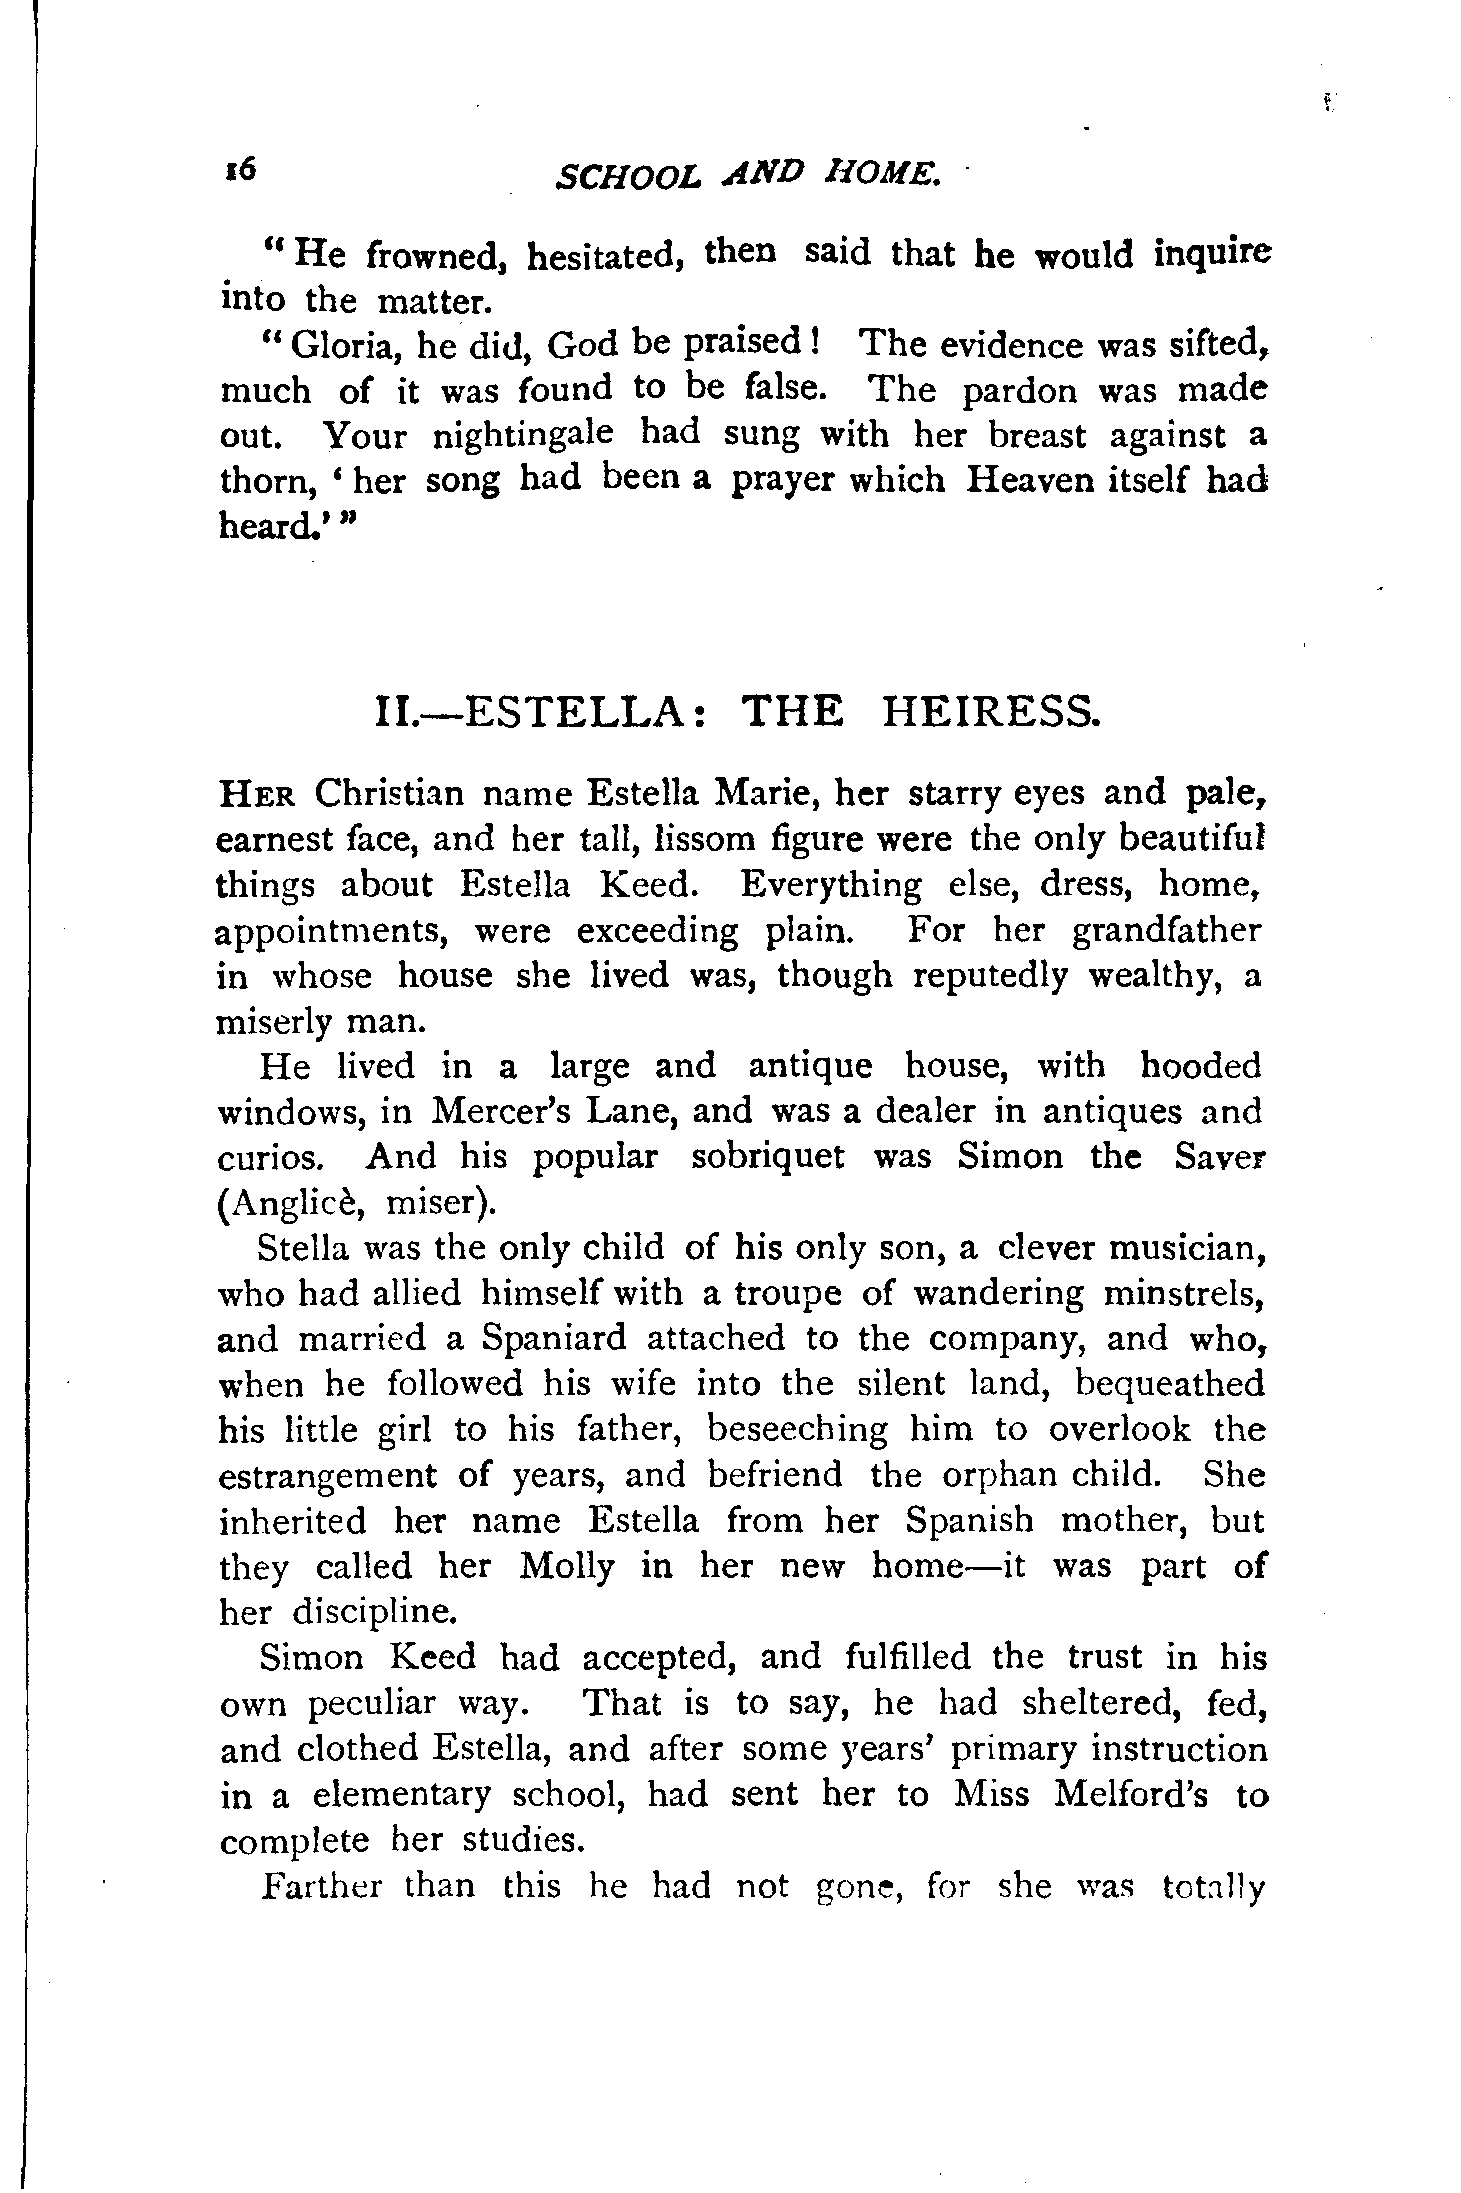 16 SCHOOL AND HOME.
“ He frowned, hesitated, then said that he would inquire
into the matter.
“ Gloria, he did, God be praised ! The evidence was sifted,
much of it was found to be false. The pardon was made
out. Your nightingale had sung with her breast against a
thorn, ‘ her song had been a prayer which Heaven itself had
heard.’ ”
II.—ESTELLA: THE HEIRESS.
HER Christian name Estella Marie, her starry eyes and pale,
earnest face, and her tall, lissom figure were the only beautiful
things about Estella Keed. Everything else, dress, home,
appointments, were exceeding plain. For her grandfather
in whose house she lived was, though reputedly wealthy, a
miserly man.
He lived in a large and antique house, with hooded
windows, in Mercer’s Lane, and was a dealer in antiques and
curios. And his popular sobriquet was Simon the Saver
(Anglicè, miser).
Stella was the only child of his only son, a clever musician,
who had allied himself with a troupe of wandering minstrels,
and married a Spaniard attached to the company, and who,
when he followed his wife into the silent land, bequeathed
his little girl to his father, beseeching him to overlook the
estrangement of years, and befriend the orphan child. She
inherited her name Estella from her Spanish mother, but
they called her Molly in her new home—it was part of
her discipline.
Simon Keed had accepted, and fulfilled the trust in his
own peculiar way. That is to say, he had sheltered, fed,
and clothed Estella, and after some years’ primary instruction
in a elementary school, had sent her to Miss Melford’s to
complete her studies.
Farther than this he had not gone, for she was totally